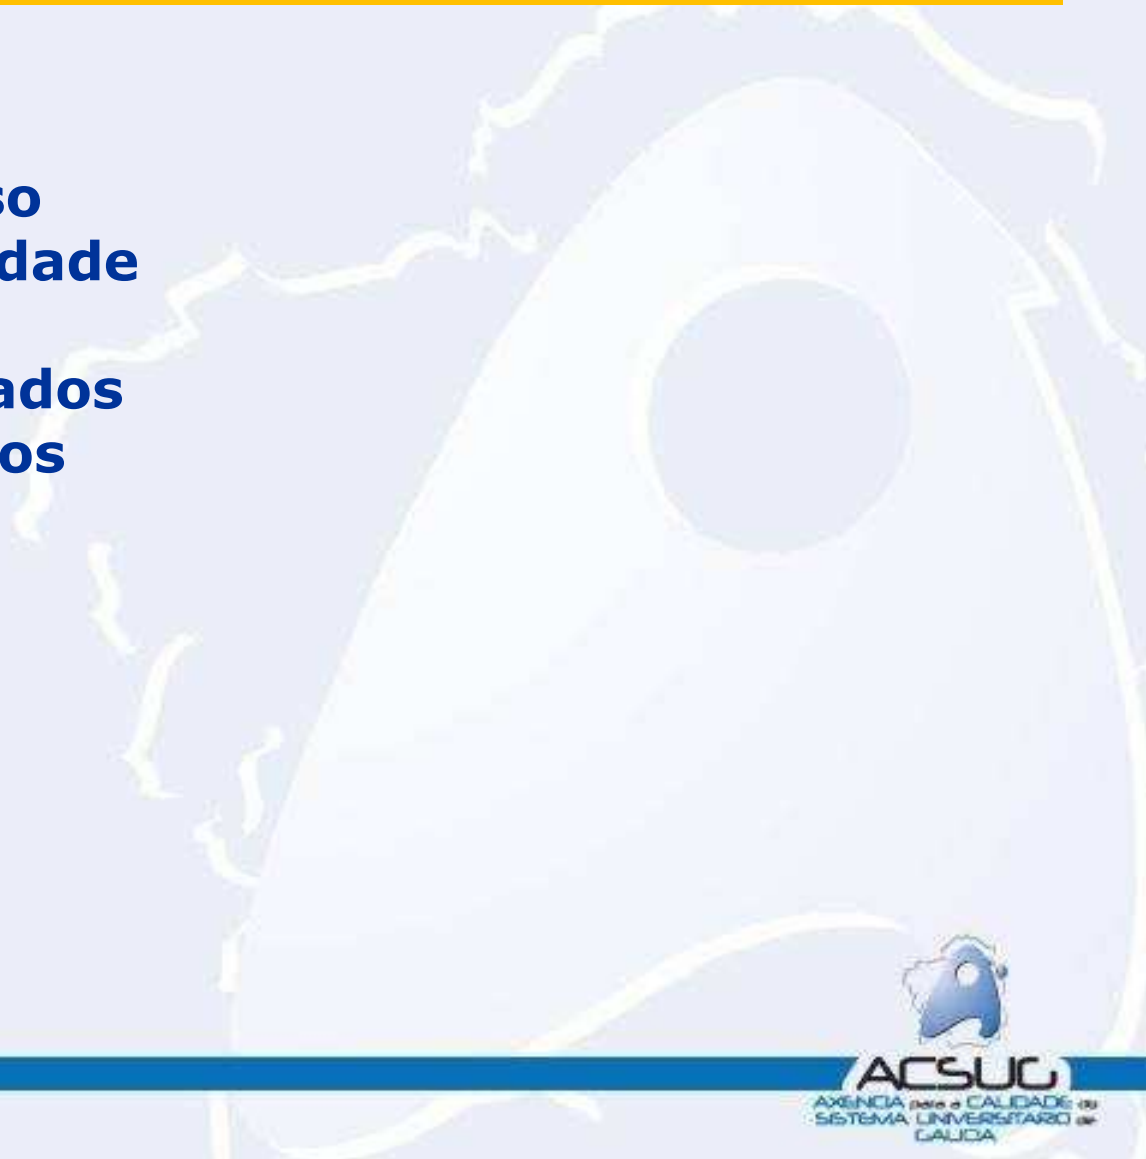 so
dade
ados
os
ACSUG
AXENCIA para a CALIDADE do
SISTEMA UNIVERSITARIO de
GALICIA